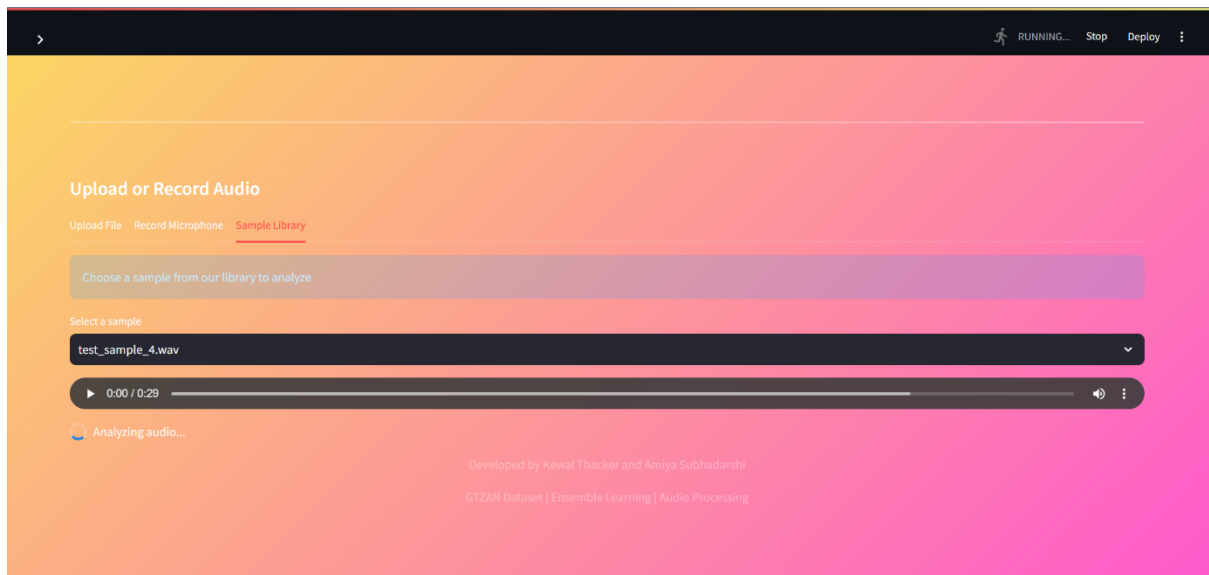 RUNNING... Stop Deploy
Upload or Record Audio
Upload File Record Microphone Sample Library
Choose a sample from our library to analyze
Select a sample
test_sample_4.wav
0:00 / 0:29
Analyzing audio...
Developed by Kewal Thacker and Amiya Subhadarshi
GTZAN Dataset | Ensemble Learning | Audio Processing